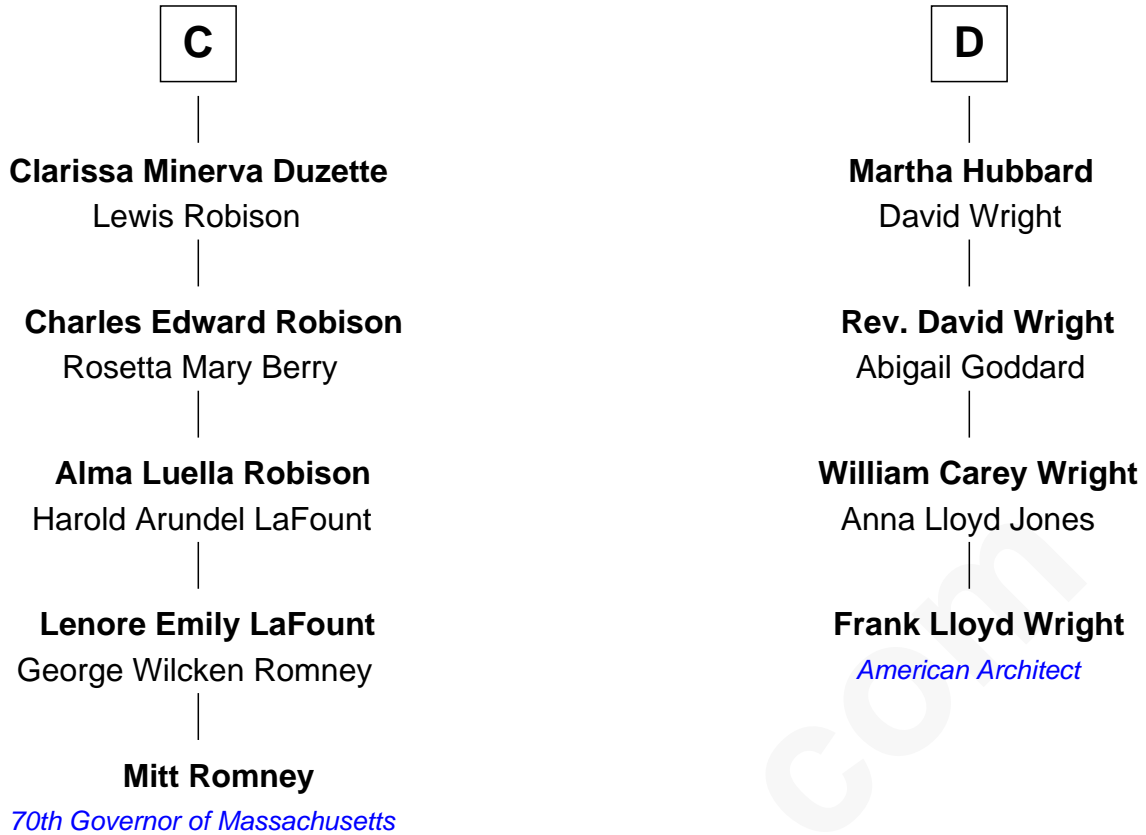 C
Clarissa Minerva Duzette
Lewis Robison
Charles Edward Robison
Rosetta Mary Berry
Alma Luella Robison
Harold Arundel LaFount
Lenore Emily LaFount
George Wilcken Romney
Mitt Romney
70th Governor of Massachusetts
D
Martha Hubbard
David Wright
Rev. David Wright
Abigail Goddard
William Carey Wright
Anna Lloyd Jones
Frank Lloyd Wright
American Architect
com